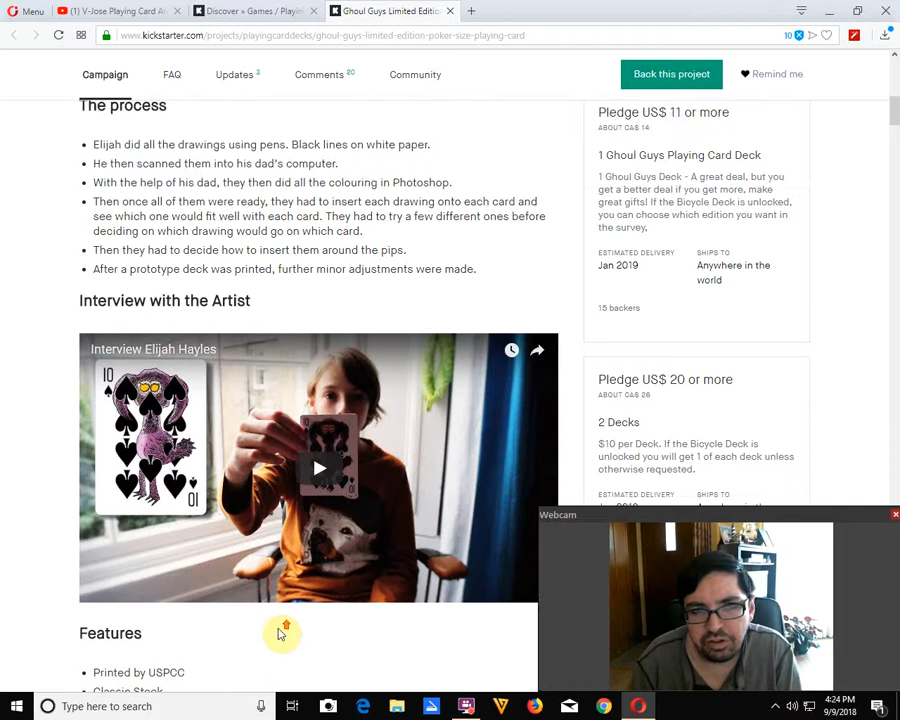 Menu
(1) V-Jose Playing Card Ar
Discover » Games / Playin
Ghoul Guys Limited Editio
10
www.kickstarter.com/projects/playingcarddecks/ghoul-guys-limited-edition-poker-size-playing-card
Campaign FAQ Updates 3 Comments 20 Community
Back this project
Remind me
The process
Elijah did all the drawings using pens. Black lines on white paper.
He then scanned them into his dad's computer.
With the help of his dad, they then did all the colouring in Photoshop.
Then once all of them were ready, they had to insert each drawing onto each card and
see which one would fit well with each card. They had to try a few different ones before
deciding on which drawing would go on which card.
Then they had to decide how to insert them around the pips.
After a prototype deck was printed, further minor adjustments were made.
Interview with the Artist
Interview Elijah Hayles
10
10
Features
Printed by USPCC
Classic Stock
Pledge US$ 11 or more
ABOUT CA$ 14
1 Ghoul Guys Playing Card Deck
1 Ghoul Guys Deck - A great deal, but you
get a better deal if you get more, make
great gifts! If the Bicycle Deck is unlocked,
you can choose which edition you want in
the survey,
ESTIMATED DELIVERY SHIPS TO
Jan 2019 Anywhere in the
world
15 backers
Pledge US$ 20 or more
ABOUT CA$ 26
2 Decks
$10 per Deck. If the Bicycle Deck is
unlocked you will get 1 of each deck unless
otherwise requested.
ESTIMATED DELIVERY SHIPS TO
Webcam
Type here to search
4:24 PM
9/9/2018
1